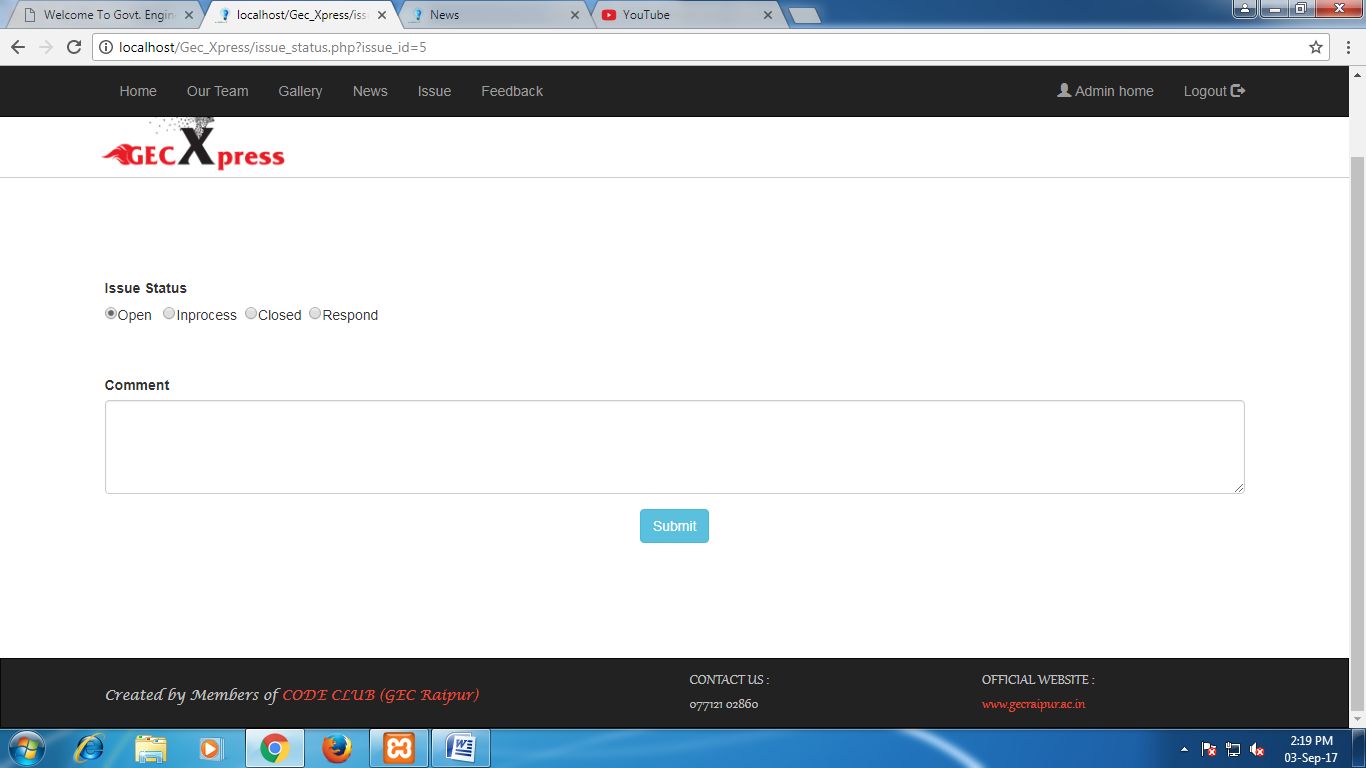 Welcome To Govt. Engin
localhost/Gec_Xpress/iss
News
YouTube
localhost/Gec_Xpress/issue_status.php?issue_id=5
Home Our Team Gallery News Issue Feedback Admin home Logout
GEC Xpress
Issue Status
Open Inprocess Closed Respond
Comment
Submit
Created by Members of CODE CLUB (GEC Raipur)
CONTACT US :
077121 02860
OFFICIAL WEBSITE :
www.gecraipur.ac.in
2:19 PM
03-Sep-17